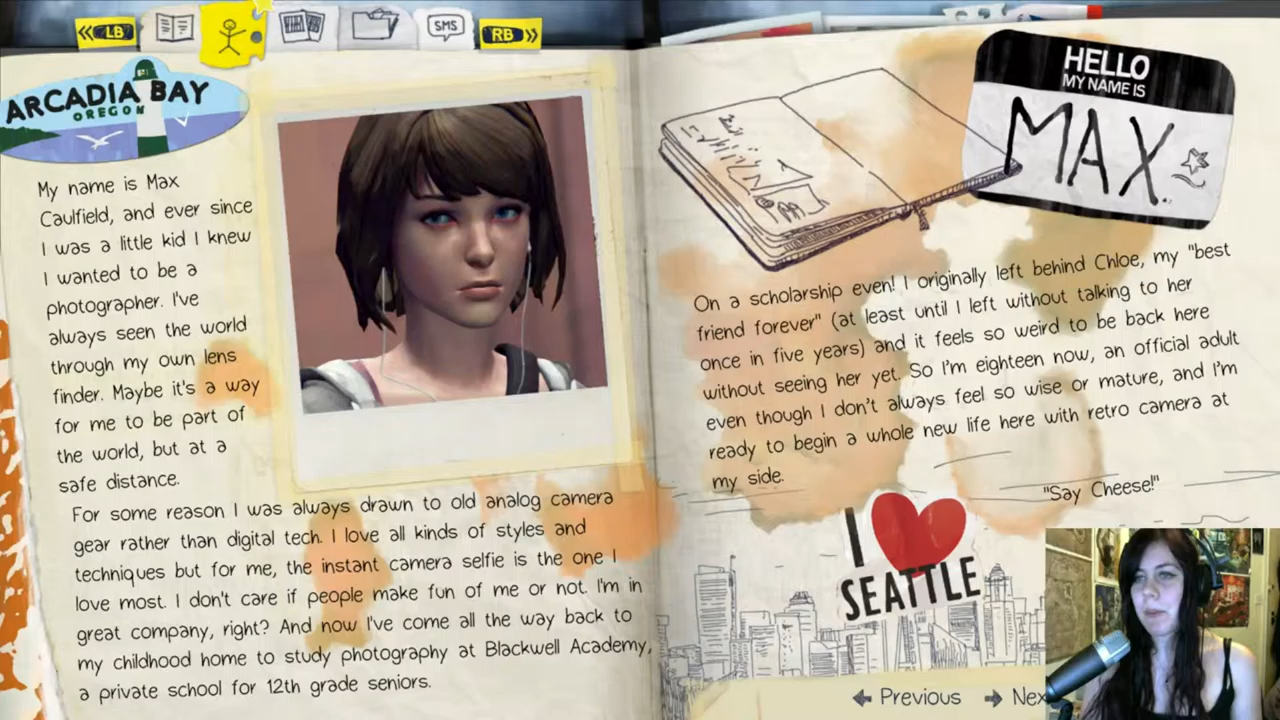 LB
SMS
RB
ARCADIA BAY
OREGON
My name is Max
Caulfield, and ever since
I was a little kid I knew
I wanted to be a
photographer. I've
always seen the world
through my own lens
finder. Maybe it's a way
for me to be part of
the world, but at a
safe distance.
For some reason I was always drawn to old analog camera
gear rather than digital tech. I love all kinds of styles and
techniques but for me, the instant camera selfie is the one I
love most. I don't care if people make fun of me or not. I'm in
great company, right? And now I've come all the way back to
my childhood home to study photography at Blackwell Academy,
a private school for 12th grade seniors.
HELLO
MY NAME IS
MAX.
On a scholarship even! I originally left behind Chloe, my "best
friend forever" (at least until I left without talking to her
once in five years) and it feels so weird to be back here
without seeing her yet. So I'm eighteen now, an official adult
even though I don't always feel so wise or mature, and I'm
ready to begin a whole new life here with retro camera at
my side.
"Say Cheese!"
I
SEATTLE
Previous
Nex